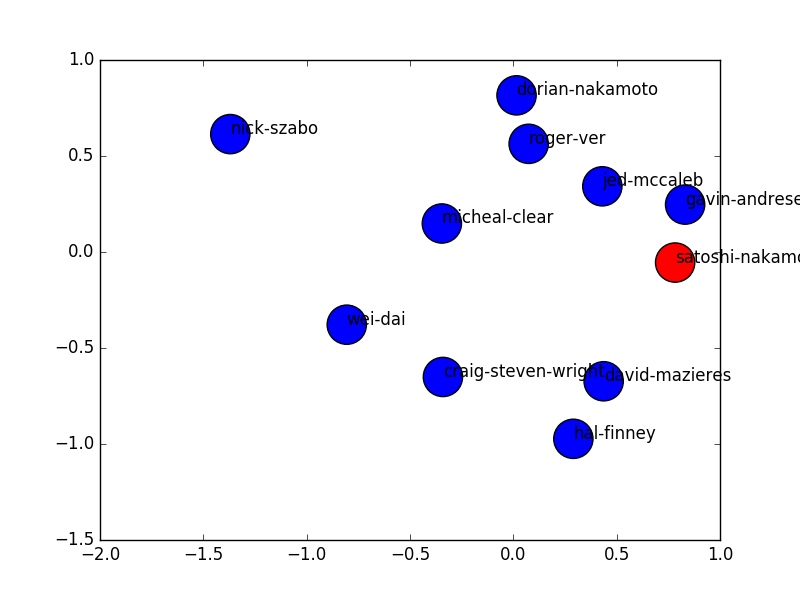 1.0
dorian-nakamoto
nick-szabo
roger-ver
0.5
jed-mccaleb
gavin-andrese
micheal-clear
0.0
satoshi-nakamo
wei-dai
−0.5
craig-steven-wright
david-mazieres
hal-finney
−1.0
−1.5
−2.0 −1.5 −1.0 −0.5 0.0 0.5 1.0